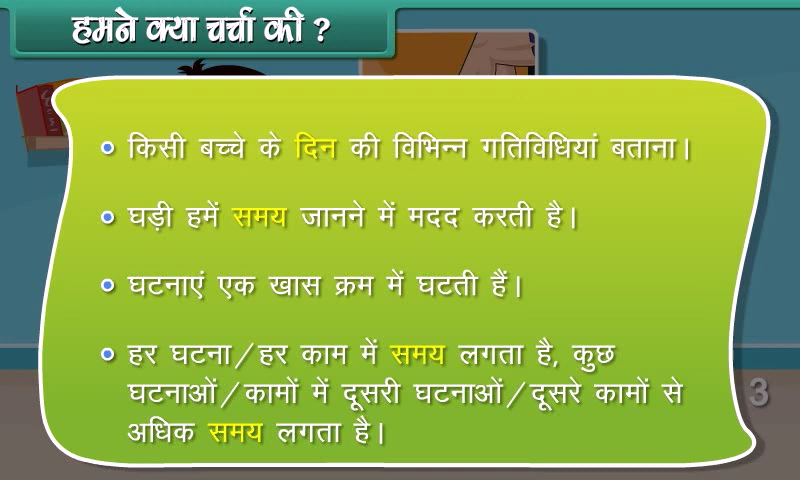 हमने क्या चर्चा की ?
किसी बच्चे के दिन की विभिन्न गतिविधियां बताना।
घड़ी हमें समय जानने में मदद करती है।
घटनाएं एक खास क्रम में घटती हैं।
हर घटना/हर काम में समय लगता है, कुछ
घटनाओं/कामों में दूसरी घटनाओं/दूसरे कामों से
अधिक समय लगता है।
3